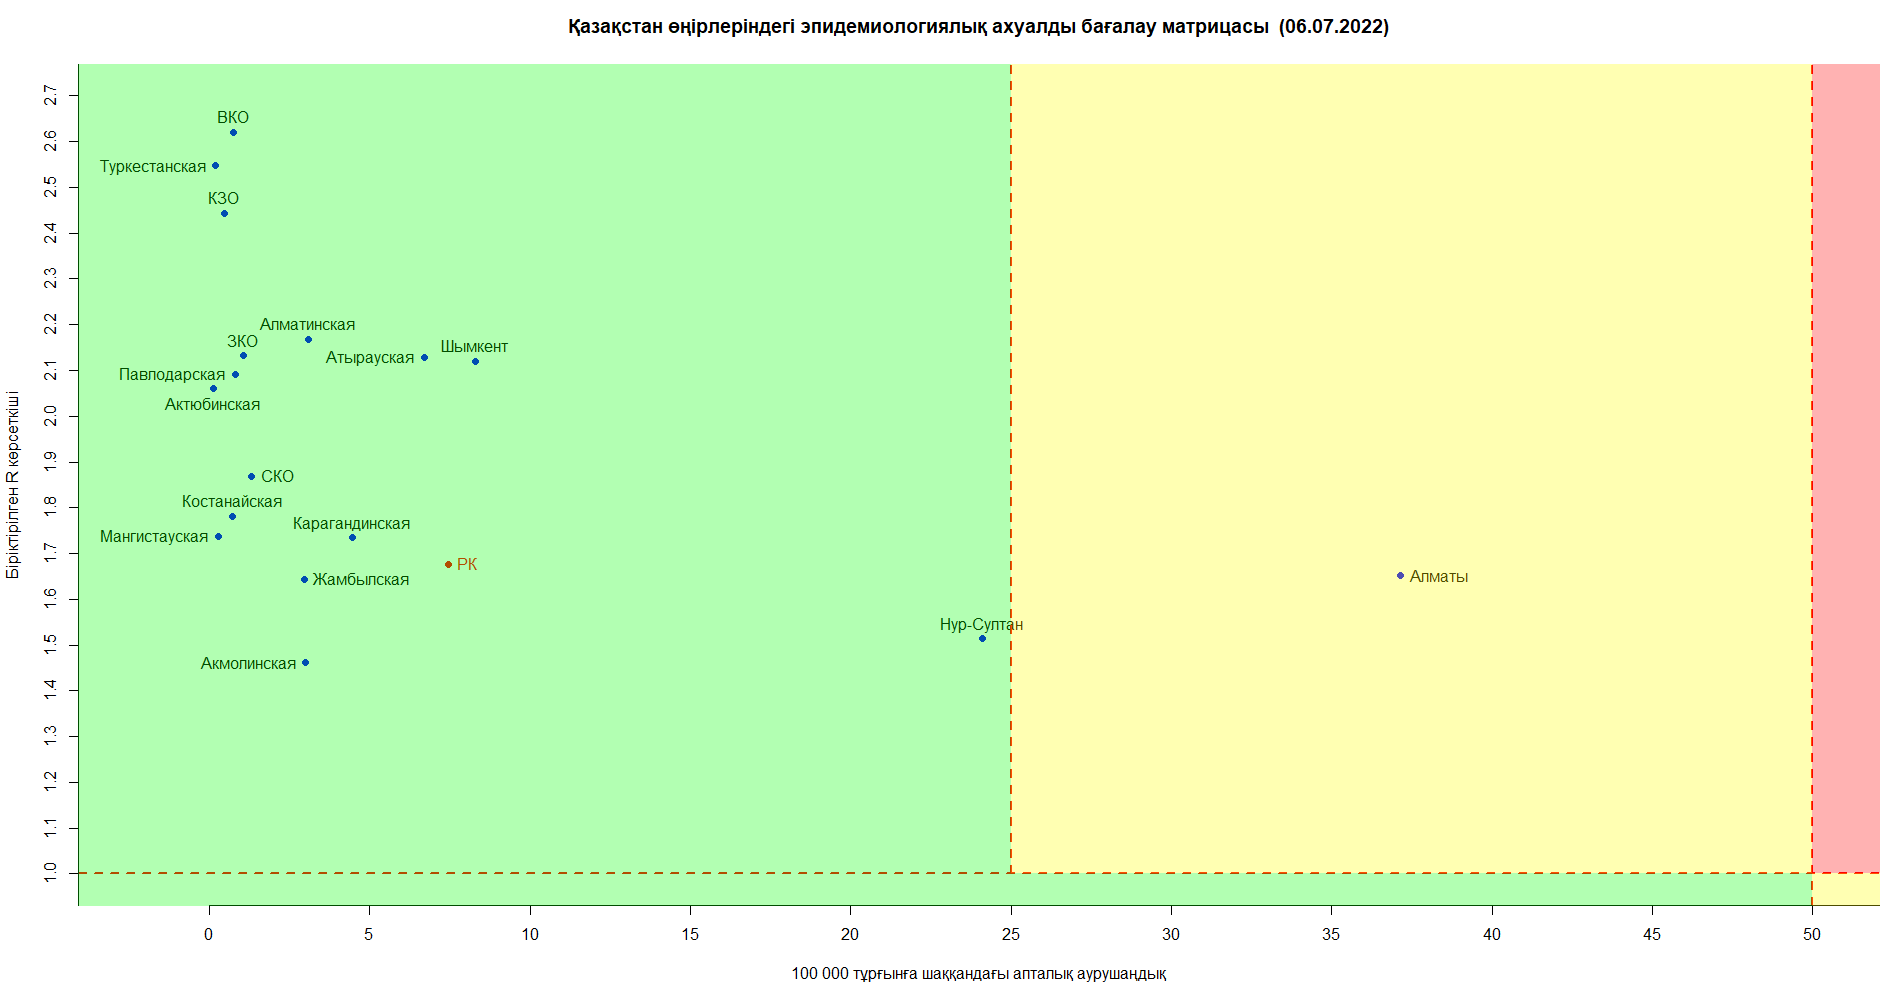 Қазақстан өңірлеріндегі эпидемиологиялық ахуалды бағалау матрицасы (06.07.2022)
Біріктірілген R көрсеткіші
2.7
2.6
2.5
2.4
2.3
2.2
2.1
2.0
1.9
1.8
1.7
1.6
1.5
1.4
1.3
1.2
1.1
1.0
ВКО
Туркестанская
КЗО
Алматинская
ЗКО
Шымкент
Атырауская
Павлодарская
Актюбинская
СКО
Костанайская
Карагандинская
Мангистауская
РК
Алматы
Жамбылская
Нур-Султан
Акмолинская
0 5 10 15 20 25 30 35 40 45 50
100 000 тұрғынға шаққандағы апталық аурушаңдық